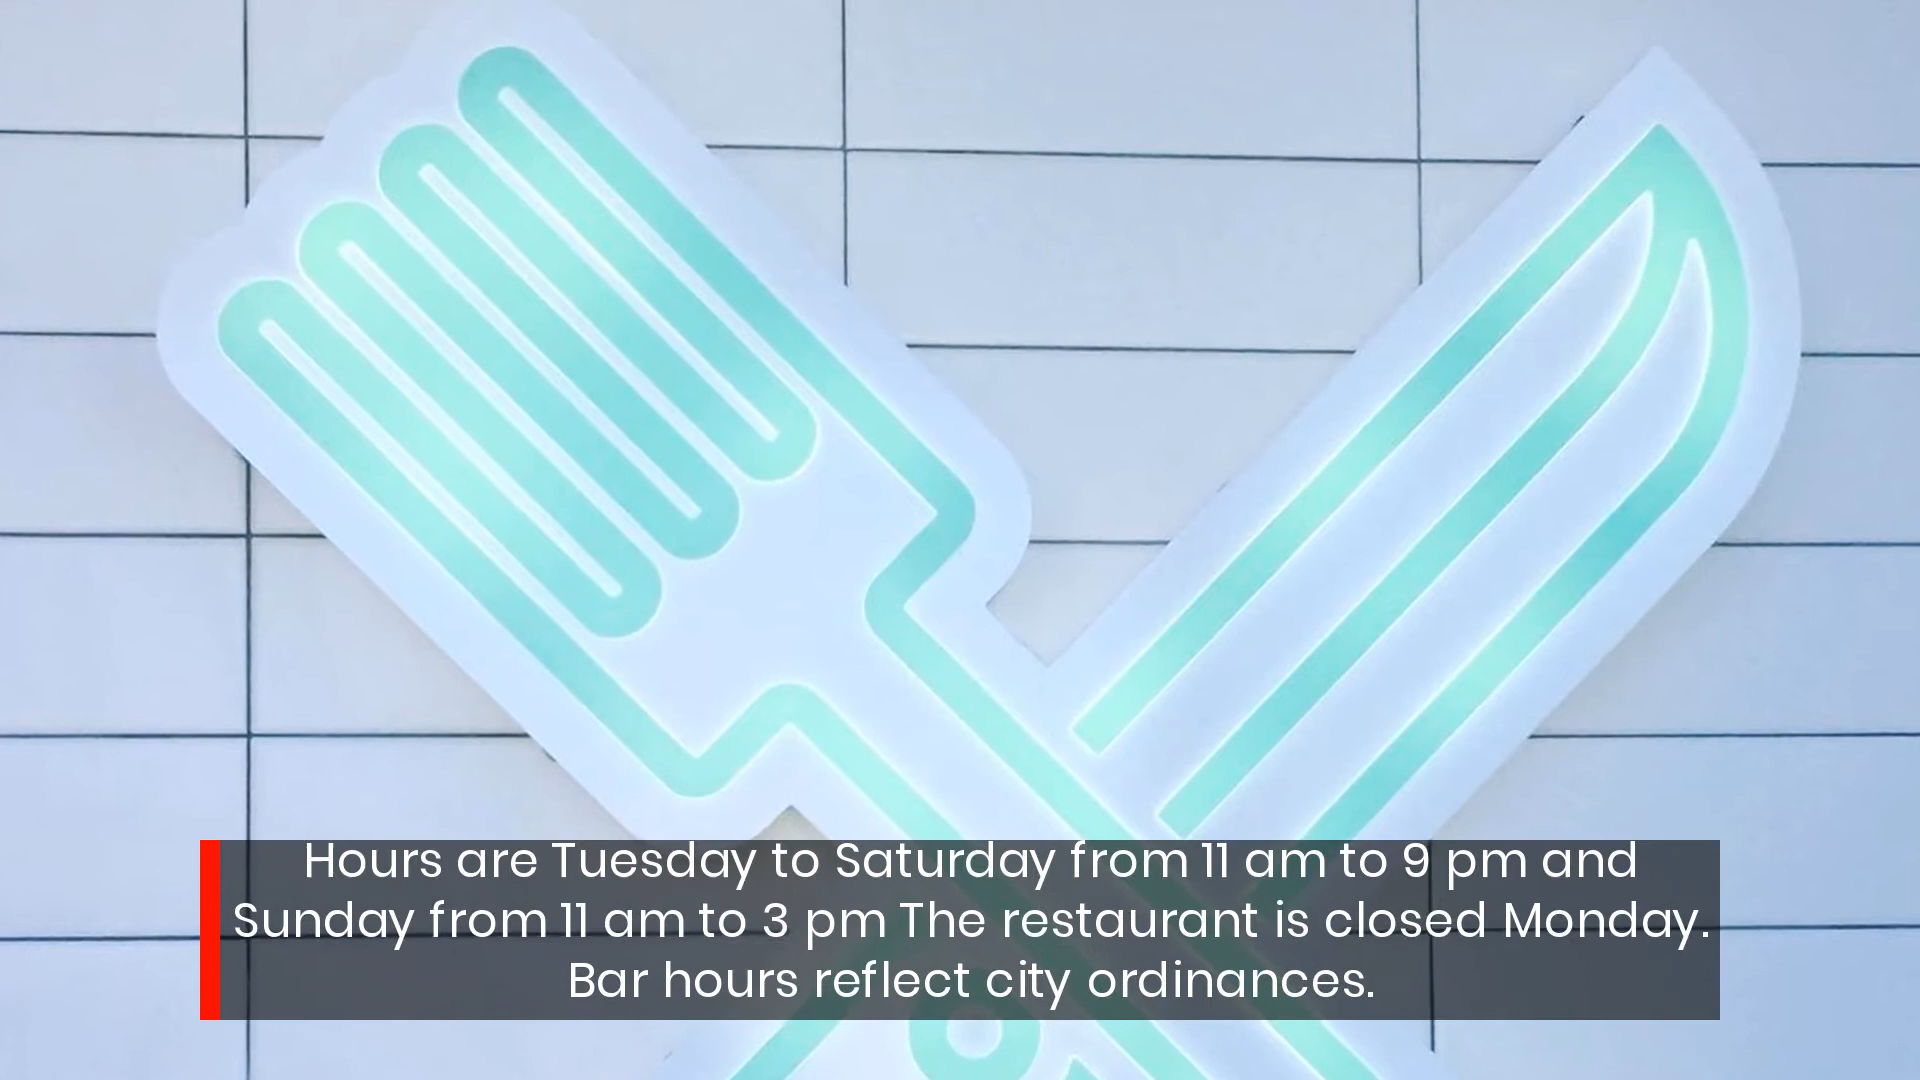 Hours are Tuesday to Saturday from 11 am to 9 pm and
Sunday from 11 am to 3 pm The restaurant is closed Monday.
Bar hours reflect city ordinances.